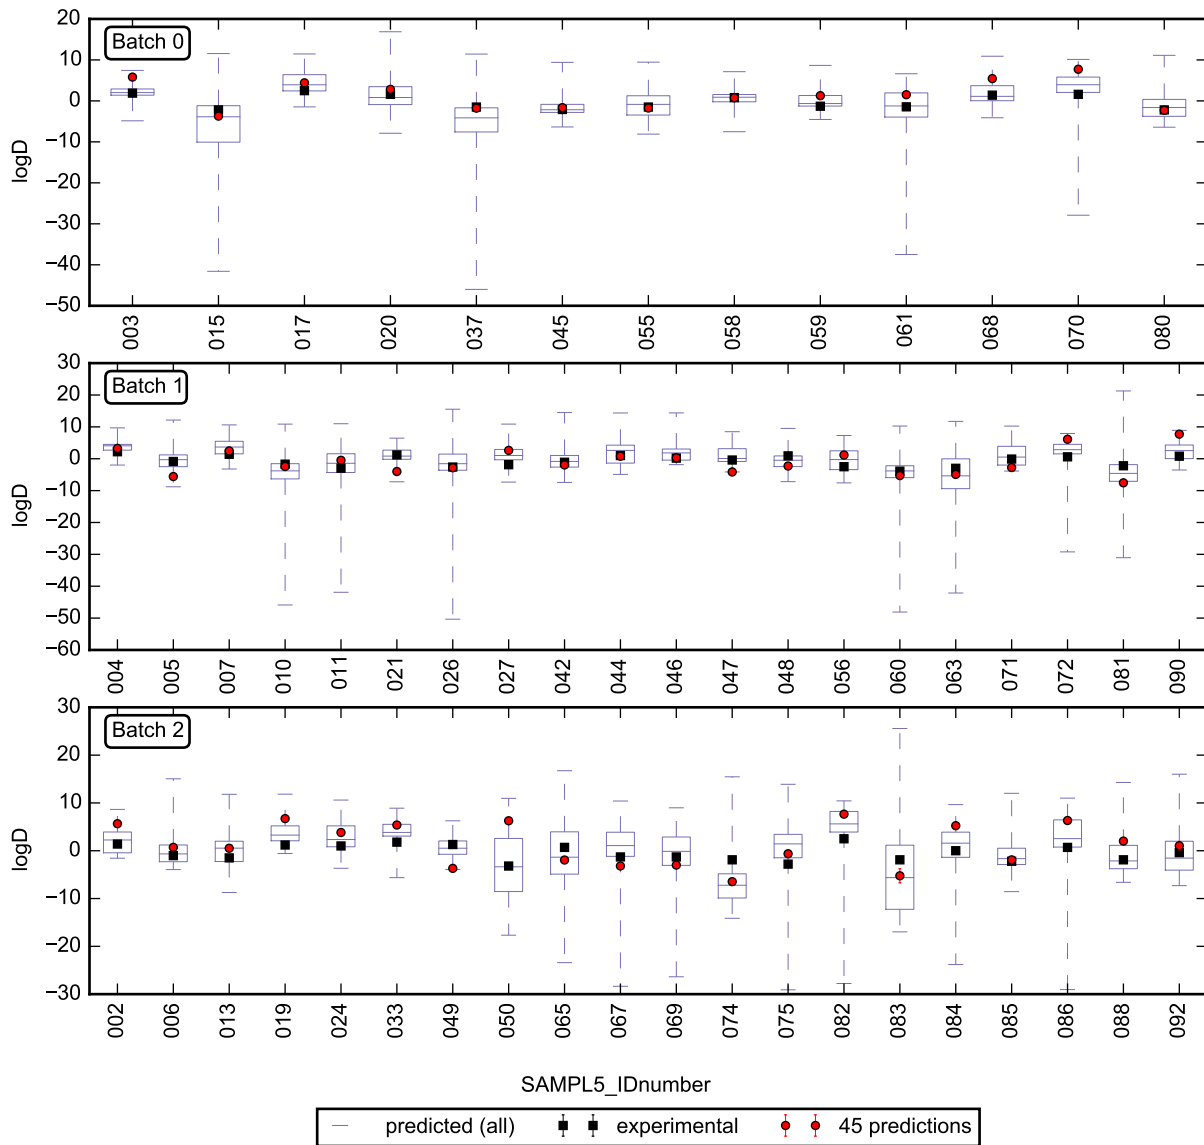 20
Batch 0
10
0
−10
−20
−30
−40
−50
logD
003 015 017 020 037 045 055 058 059 061 068 070 080
30
Batch 1
20
10
0
−10
−20
−30
−40
−50
−60
logD
004 005 007 010 011 021 026 027 042 044 046 047 048 056 060 063 071 072 081 090
30
Batch 2
20
10
0
−10
−20
−30
logD
002 006 013 019 024 033 049 050 065 067 069 074 075 082 083 084 085 086 088 092
SAMPL5_IDnumber
predicted (all) experimental 45 predictions